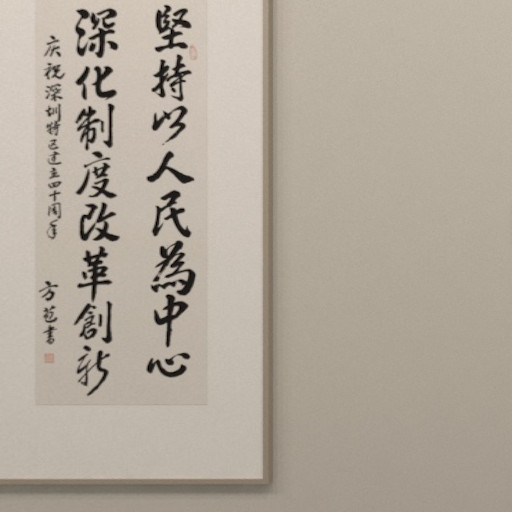 堅持以人民為中心
深化制度改革創新
庆祝深圳特区建立四十周年
方苞書